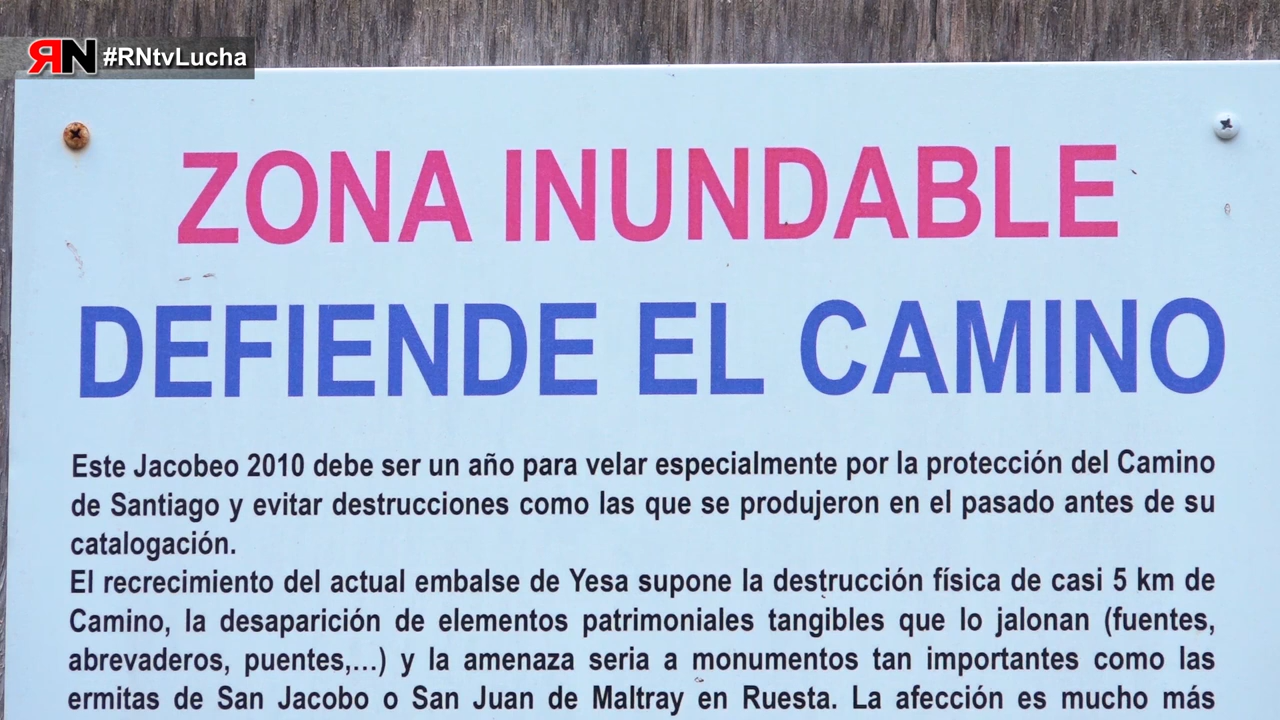 RN #RNtvLucha
ZONA INUNDABLE
DEFIENDE EL CAMINO
Este Jacobeo 2010 debe ser un año para velar especialmente por la protección del Camino
de Santiago y evitar destrucciones como las que se produjeron en el pasado antes de su
catalogación.
El recrecimiento del actual embalse de Yesa supone la destrucción física de casi 5 km de
Camino, la desaparición de elementos patrimoniales tangibles que lo jalonan (fuentes,
abrevaderos, puentes,...) y la amenaza seria a monumentos tan importantes como las
ermitas de San Jacobo o San Juan de Maltray en Ruesta. La afección es mucho más